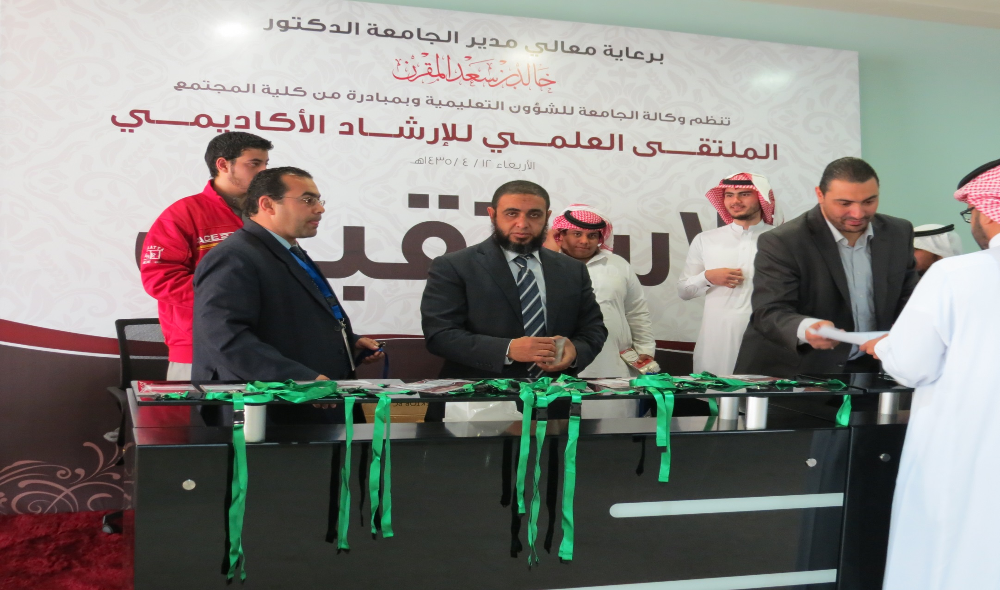 برعاية معالي مدير الجامعة الدكتور
خالد بن سعد المقرن
تنظم وكالة الجامعة للشؤون التعليمية وبمبادرة من كلية المجتمع
الملتقى العلمي للإرشاد الأكاديمي
الأربعاء ١٢ / ٤ / ١٤٣٥هـ